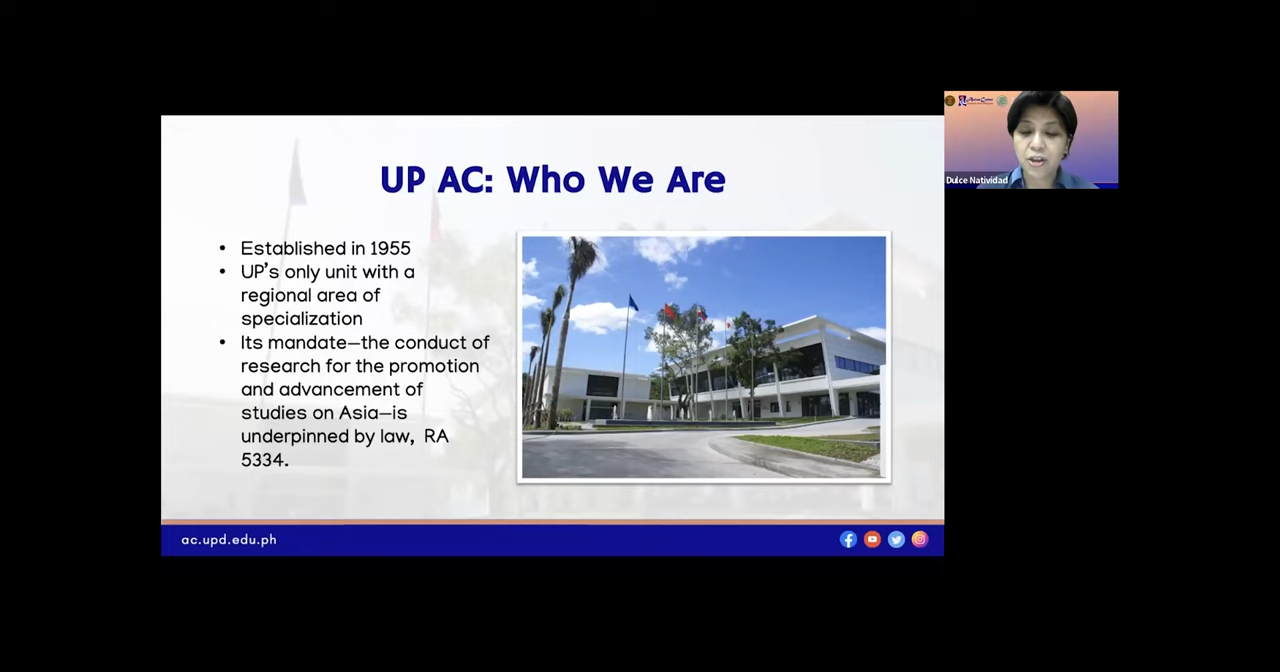 UP AC: Who We Are
• Established in 1955
• UP's only unit with a
regional area of
specialization
• Its mandate—the conduct of
research for the promotion
and advancement of
studies on Asia—is
underpinned by law, RA
5334.
ac.upd.edu.ph
Dulce Natividad